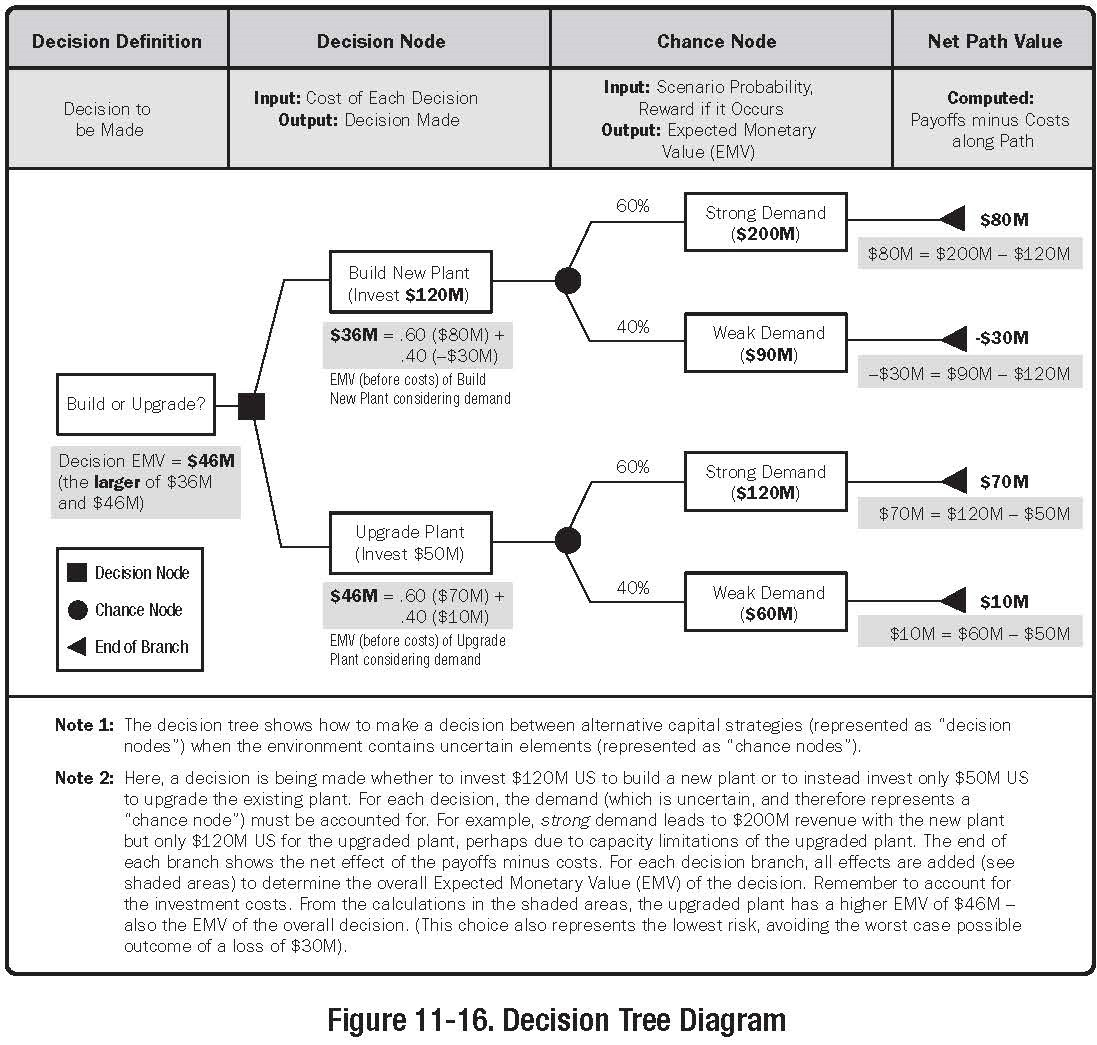 Decision Definition
Decision Node
Chance Node
Net Path Value
Decision to
be Made
Input: Cost of Each Decision
Output: Decision Made
Input: Scenario Probability,
Reward if it Occurs
Output: Expected Monetary
Value (EMV)
Computed:
Payoffs minus Costs
along Path
Build or Upgrade?
Decision EMV = $46M
(the larger of $36M
and $46M)
Decision Node
Chance Node
End of Branch
Build New Plant
(Invest $120M)
$36M = .60 ($80M) +
.40 (–$30M)
EMV (before costs) of Build
New Plant considering demand
60%
Strong Demand
($200M)
$80M
$80M = $200M – $120M
40%
Weak Demand
($90M)
-$30M
–$30M = $90M – $120M
Upgrade Plant
(Invest $50M)
$46M = .60 ($70M) +
.40 ($10M)
EMV (before costs) of Upgrade
Plant considering demand
60%
Strong Demand
($120M)
$70M
$70M = $120M – $50M
40%
Weak Demand
($60M)
$10M
$10M = $60M – $50M
Note 1: The decision tree shows how to make a decision between alternative capital strategies (represented as “decision
nodes”) when the environment contains uncertain elements (represented as “chance nodes”).
Note 2: Here, a decision is being made whether to invest $120M US to build a new plant or to instead invest only $50M US
to upgrade the existing plant. For each decision, the demand (which is uncertain, and therefore represents a
“chance node”) must be accounted for. For example, strong demand leads to $200M revenue with the new plant
but only $120M US for the upgraded plant, perhaps due to capacity limitations of the upgraded plant. The end of
each branch shows the net effect of the payoffs minus costs. For each decision branch, all effects are added (see
shaded areas) to determine the overall Expected Monetary Value (EMV) of the decision. Remember to account for
the investment costs. From the calculations in the shaded areas, the upgraded plant has a higher EMV of $46M –
also the EMV of the overall decision. (This choice also represents the lowest risk, avoiding the worst case possible
outcome of a loss of $30M).
Figure 11-16. Decision Tree Diagram